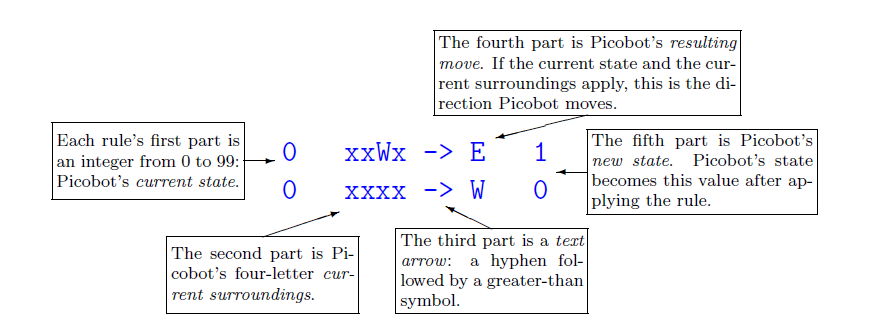 The fourth part is Picobot's resulting
move. If the current state and the cur-
rent surroundings apply, this is the di-
rection Picobot moves.
Each rule's first part is
an integer from 0 to 99:
Picobot's current state.
0 xxWx -> E 1
0 xxxx -> W 0
The fifth part is Picobot's
new state. Picobot's state
becomes this value after ap-
plying the rule.
The second part is Pi-
cobot's four-letter cur-
rent surroundings.
The third part is a text
arrow: a hyphen fol-
lowed by a greater-than
symbol.